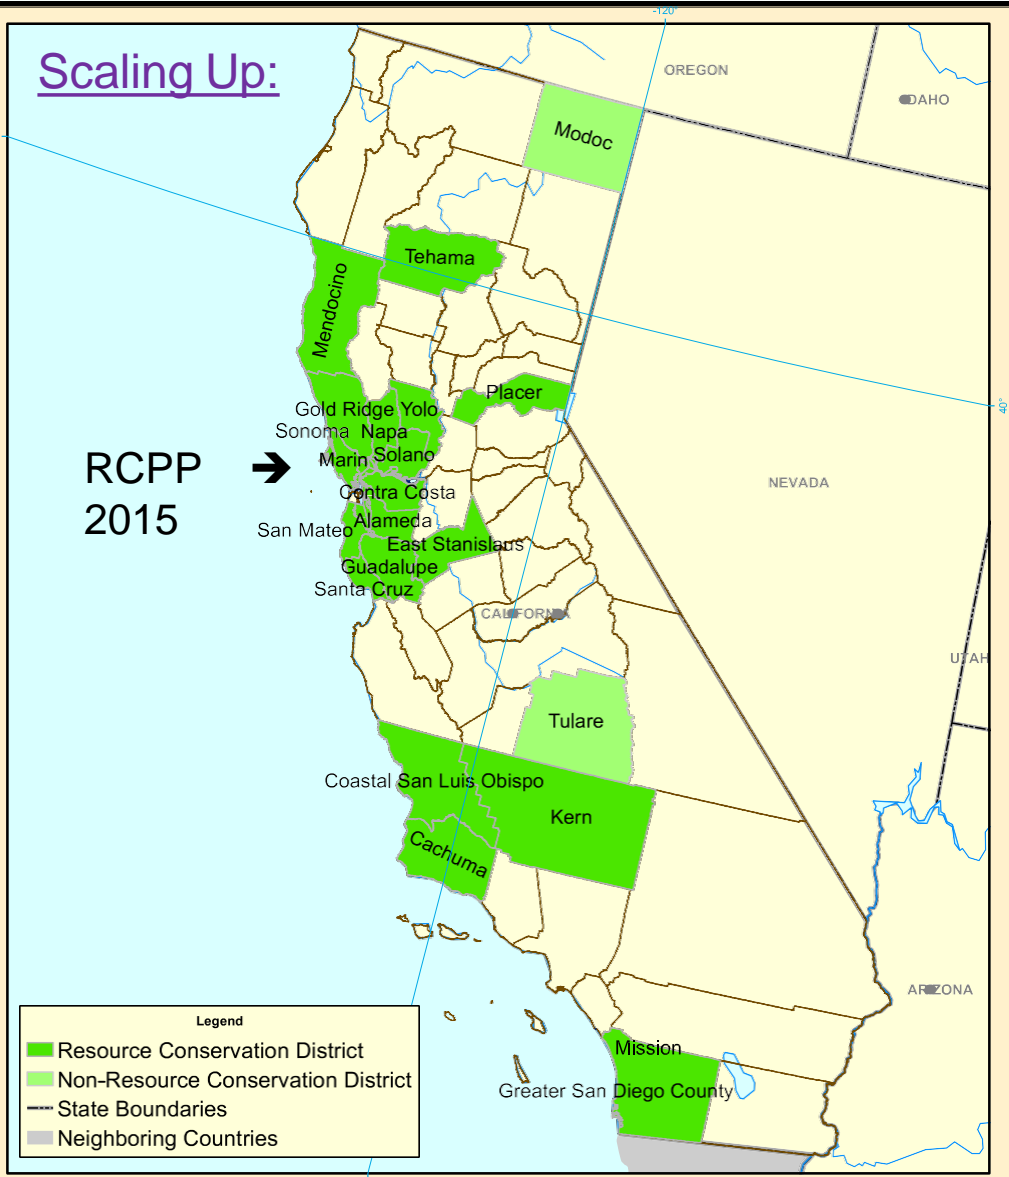 -120°
Scaling Up:
OREGON
IDAHO
Modoc
Tehama
Mendocino
Placer
40°
Gold Ridge Yolo
Sonoma Napa
Marin Solano
RCPP ➔
2015
NEVADA
Contra Costa
Alameda
San Mateo
East Stanislaus
Guadalupe
Santa Cruz
CALIFORNIA
UTAH
Tulare
Coastal San Luis Obispo
Kern
Cachuma
ARIZONA
Legend
Resource Conservation District
Non-Resource Conservation District
State Boundaries
Neighboring Countries
Mission
Greater San Diego County